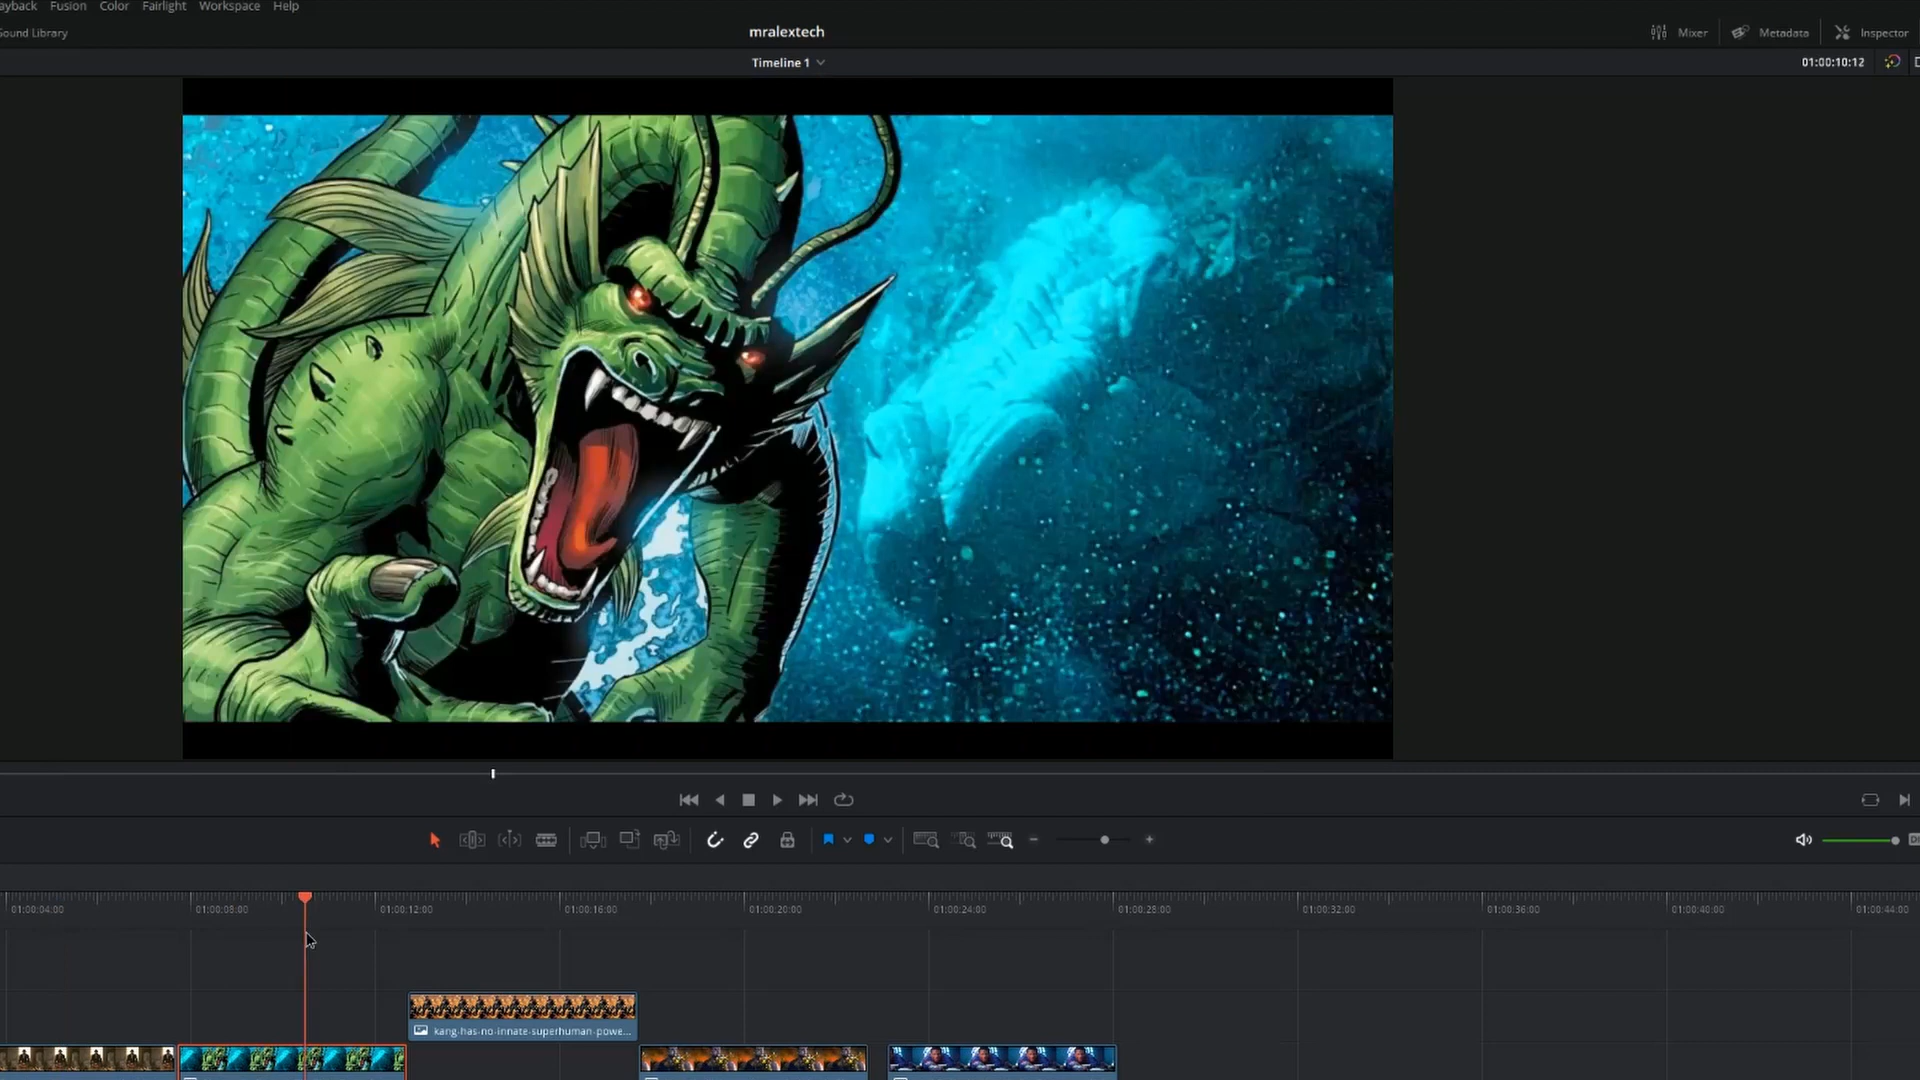 ayback Fusion Color Fairlight Workspace Help
Sound Library
mralextech
Mixer Metadata Inspector
Timeline 1
01:00:10:12
01:00:04:00 01:00:08:00 01:00:12:00 01:00:16:00 01:00:20:00 01:00:24:00 01:00:28:00 01:00:32:00 01:00:36:00 01:00:40:00 01:00:44:00
kang-has-no-innate-superhuman-powe...